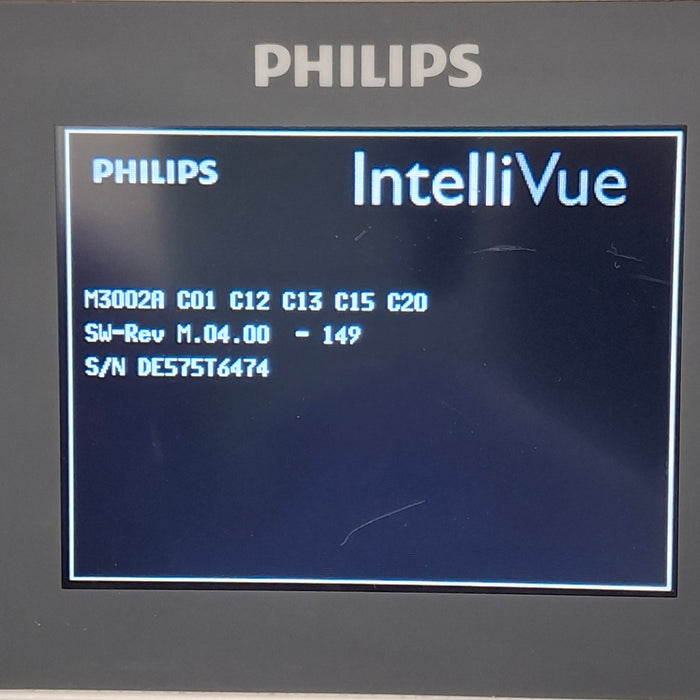 PHILIPS
PHILIPS IntelliVue
M3002A C01 C12 C13 C15 C20
SW-Rev M.04.00 - 149
S/N DE575T6474